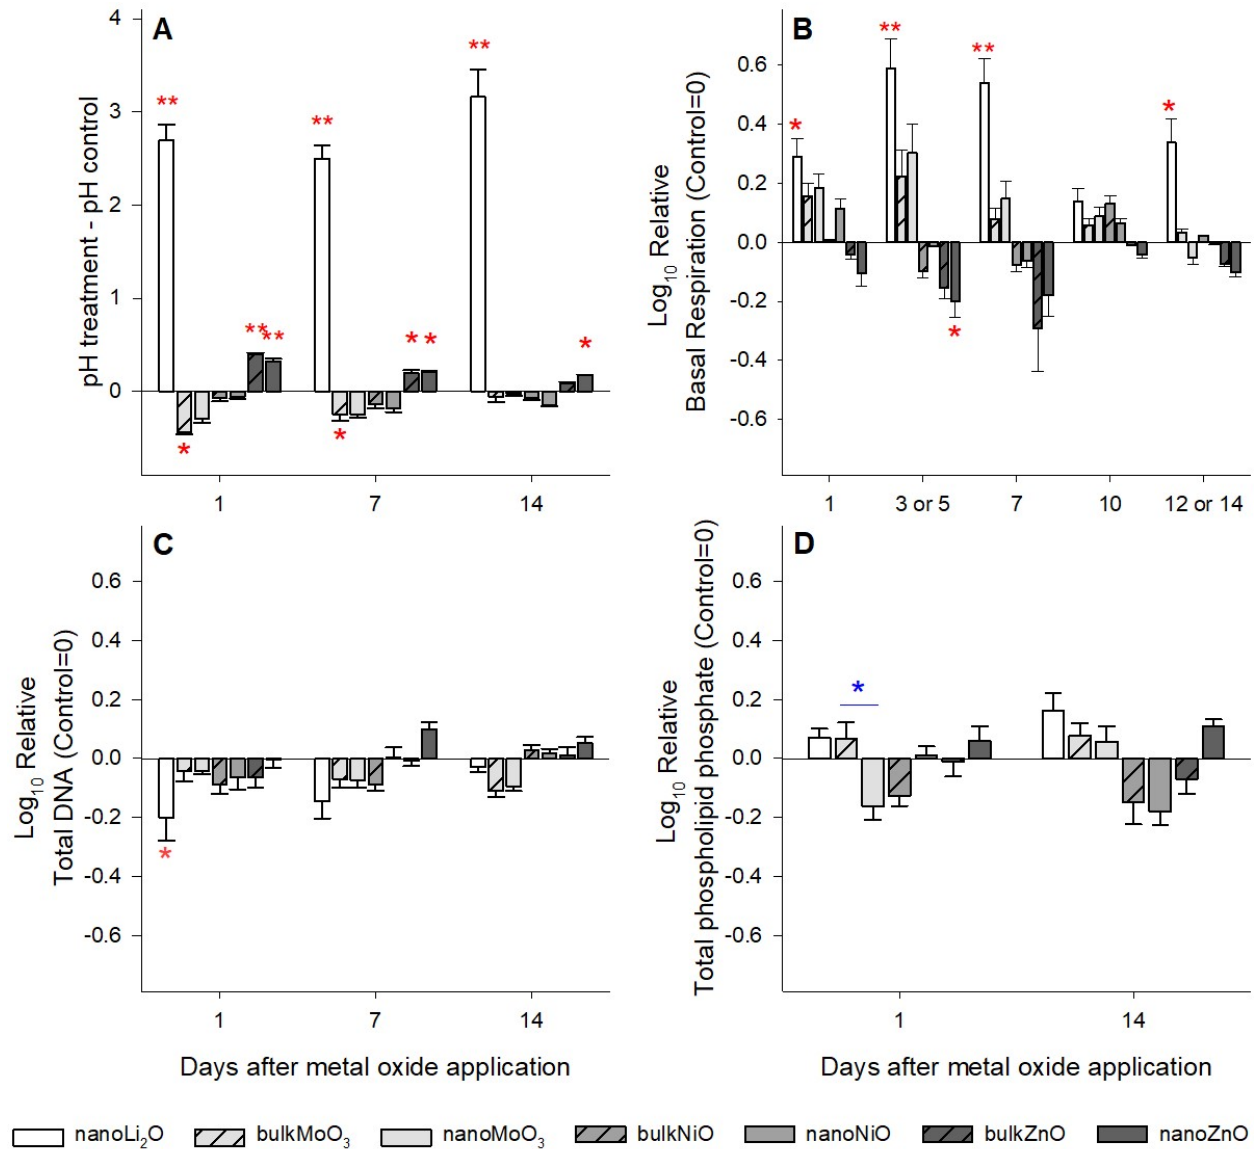 A
pH treatment - pH control
4
3
2
1
0
** ** **
** ** * * *
* *
1 7 14
B
Log10 Relative
Basal Respiration (Control=0)
0.6
0.4
0.2
0.0
-0.2
-0.4
-0.6
* ** ** *
*
1 3 or 5 7 10 12 or 14
C
Log10 Relative
Total DNA (Control=0)
0.6
0.4
0.2
0.0
-0.2
-0.4
-0.6
*
1 7 14
Days after metal oxide application
D
Log10 Relative
Total phospholipid phosphate (Control=0)
0.6
0.4
0.2
0.0
-0.2
-0.4
-0.6
*
1 14
Days after metal oxide application
nanoLi2O bulkMoO3 nanoMoO3 bulkNiO nanoNiO bulkZnO nanoZnO